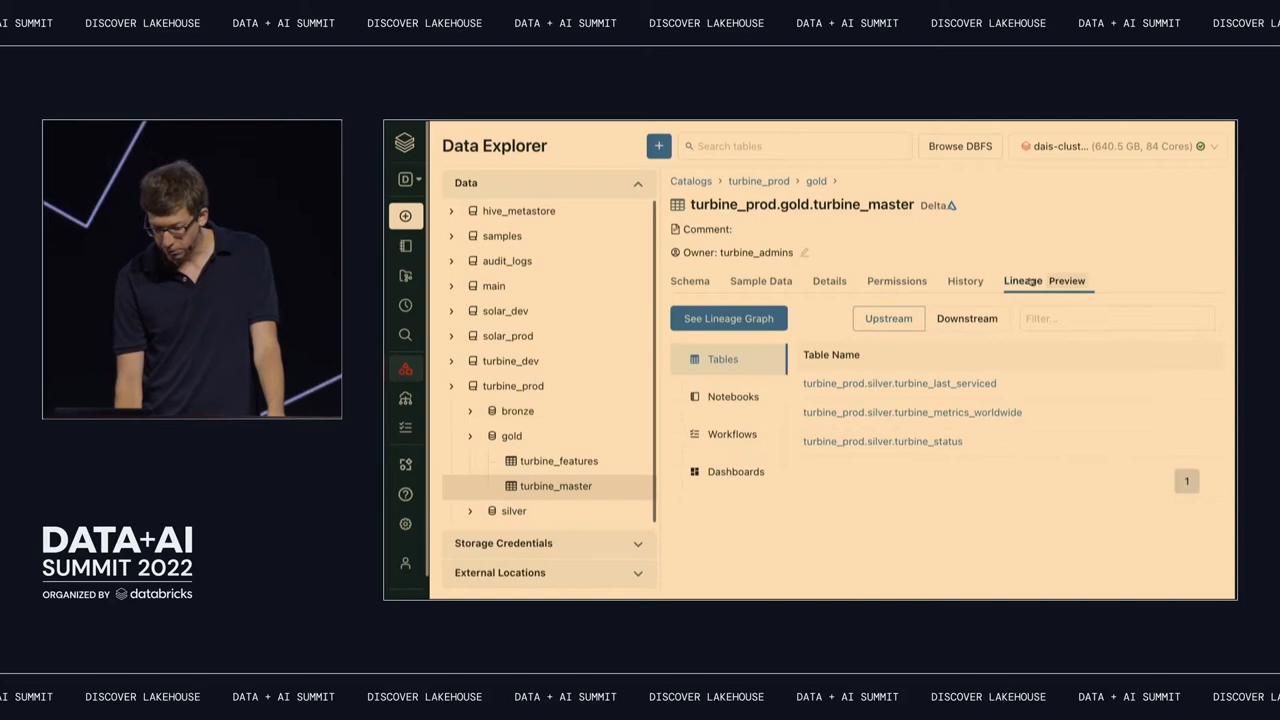 AI SUMMIT DISCOVER LAKEHOUSE DATA + AI SUMMIT DISCOVER LAKEHOUSE DATA + AI SUMMIT DISCOVER LAKEHOUSE DATA + AI SUMMIT DISCOVER LAKEHOUSE DATA + AI SUMMIT DISCOVER
Data Explorer
+
Search tables
Browse DBFS
dais-clust... (640.5 GB, 84 Cores)
D
Data
hive_metastore
samples
audit_logs
main
solar_dev
solar_prod
turbine_dev
turbine_prod
bronze
gold
turbine_features
turbine_master
silver
Storage Credentials
External Locations
Catalogs > turbine_prod > gold >
turbine_prod.gold.turbine_master Delta
Comment:
Owner: turbine_admins
Schema Sample Data Details Permissions History Lineage Preview
See Lineage Graph
Upstream Downstream Filter...
Tables
Notebooks
Workflows
Dashboards
Table Name
turbine_prod.silver.turbine_last_serviced
turbine_prod.silver.turbine_metrics_worldwide
turbine_prod.silver.turbine_status
1
DATA+AI
SUMMIT 2022
ORGANIZED BY databricks
AI SUMMIT DISCOVER LAKEHOUSE DATA + AI SUMMIT DISCOVER LAKEHOUSE DATA + AI SUMMIT DISCOVER LAKEHOUSE DATA + AI SUMMIT DISCOVER LAKEHOUSE DATA + AI SUMMIT DISCOVER